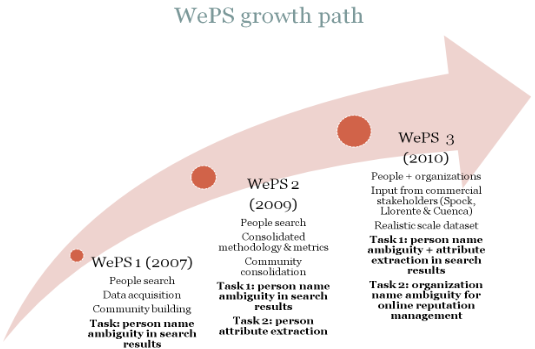 WePS growth path
WePS 1 (2007)
People search
Data acquisition
Community building
Task: person name
ambiguity in search
results
WePS 2
(2009)
People search
Consolidated
methodology & metrics
Community
consolidation
Task 1: person name
ambiguity in search
results
Task 2: person
attribute extraction
WePS 3
(2010)
People + organizations
Input from commercial
stakeholders (Spock,
Llorente & Cuenca)
Realistic scale dataset
Task 1: person name
ambiguity + attribute
extraction in search
results
Task 2: organization
name ambiguity for
online reputation
management